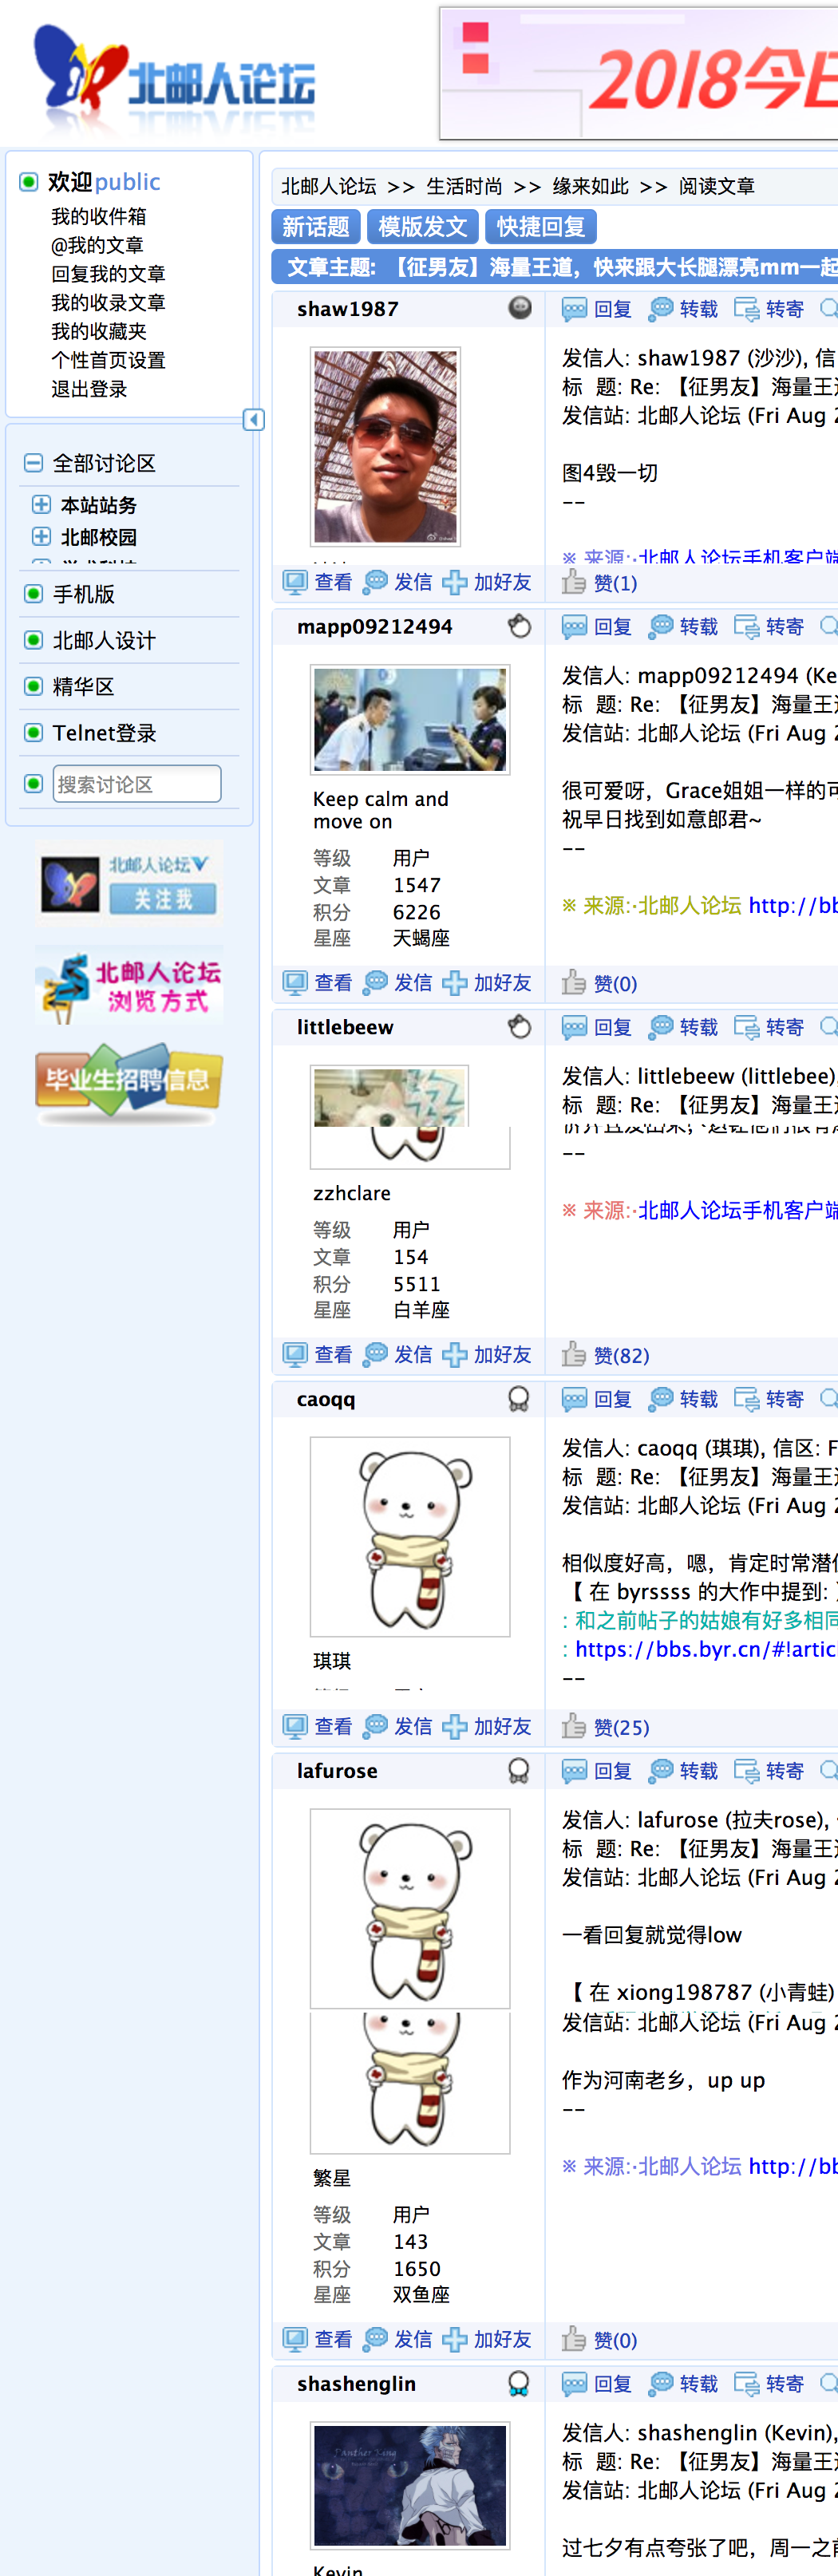 北邮人论坛
2018今日
欢迎public
我的收件箱
@我的文章
回复我的文章
我的收录文章
我的收藏夹
个性首页设置
退出登录
全部讨论区
本站站务
北邮校园
手机版
北邮人设计
精华区
Telnet登录
搜索讨论区
北邮人论坛
关注我
北邮人论坛
浏览方式
毕业生招聘信息
北邮人论坛 >> 生活时尚 >> 缘来如此 >> 阅读文章
新话题 模版发文 快捷回复
文章主题: 【征男友】海量王道，快来跟大长腿漂亮mm一起
shaw1987 回复 转载 转寄
发信人: shaw1987 (沙沙), 信
标 题: Re: 【征男友】海量王
发信站: 北邮人论坛 (Fri Aug 2
图4毁一切
--
※ 来源:·北邮人论坛手机客户端
查看 发信 加好友 赞(1)
mapp09212494 回复 转载 转寄
发信人: mapp09212494 (Ke
标 题: Re: 【征男友】海量王
发信站: 北邮人论坛 (Fri Aug 2
很可爱呀，Grace姐姐一样的可
祝早日找到如意郎君~
--
※ 来源:·北邮人论坛 http://bb
Keep calm and
move on
等级 用户
文章 1547
积分 6226
星座 天蝎座
查看 发信 加好友 赞(0)
littlebeew 回复 转载 转寄
发信人: littlebeew (littlebee),
标 题: Re: 【征男友】海量王
--
※ 来源:·北邮人论坛手机客户端
zzhclare
等级 用户
文章 154
积分 5511
星座 白羊座
查看 发信 加好友 赞(82)
caoqq 回复 转载 转寄
发信人: caoqq (琪琪), 信区: F
标 题: Re: 【征男友】海量王
发信站: 北邮人论坛 (Fri Aug 2
相似度好高，嗯，肯定时常潜
【 在 byrssss 的大作中提到: 】
: 和之前帖子的姑娘有好多相同
: https://bbs.byr.cn/#!artic
--
琪琪
查看 发信 加好友 赞(25)
lafurose 回复 转载 转寄
发信人: lafurose (拉夫rose),
标 题: Re: 【征男友】海量王
发信站: 北邮人论坛 (Fri Aug 2
一看回复就觉得low
【 在 xiong198787 (小青蛙)
发信站: 北邮人论坛 (Fri Aug 2
作为河南老乡，up up
--
※ 来源:·北邮人论坛 http://bb
繁星
等级 用户
文章 143
积分 1650
星座 双鱼座
查看 发信 加好友 赞(0)
shashenglin 回复 转载 转寄
发信人: shashenglin (Kevin),
标 题: Re: 【征男友】海量王
发信站: 北邮人论坛 (Fri Aug 2
过七夕有点夸张了吧，周一之前
Kevin